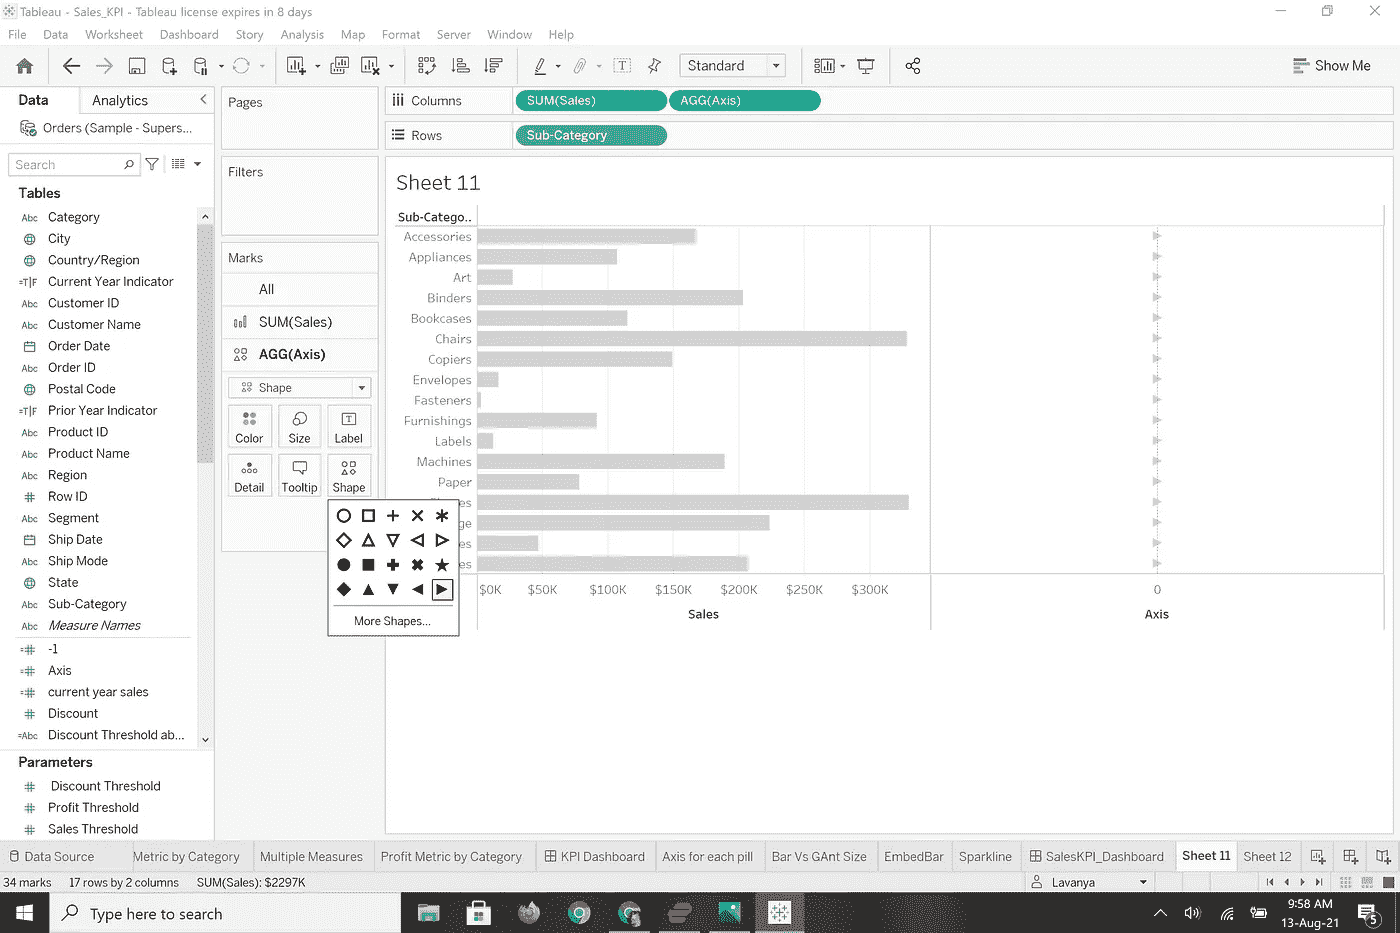 Tableau - Sales_KPI - Tableau license expires in 8 days
File Data Worksheet Dashboard Story Analysis Map Format Server Window Help
Standard
Show Me
Data Analytics
Orders (Sample - Supers...
Search
Tables
Abc Category
City
Country/Region
=T|F Current Year Indicator
Abc Customer ID
Abc Customer Name
Order Date
Abc Order ID
Postal Code
=T|F Prior Year Indicator
Abc Product ID
Abc Product Name
Abc Region
# Row ID
Abc Segment
Ship Date
Abc Ship Mode
State
Abc Sub-Category
Abc Measure Names
=# -1
=# Axis
=# current year sales
# Discount
=Abc Discount Threshold ab...
Parameters
# Discount Threshold
# Profit Threshold
# Sales Threshold
Pages
Filters
Marks
All
SUM(Sales)
AGG(Axis)
Shape
Color Size Label
Detail Tooltip Shape
More Shapes...
Columns SUM(Sales) AGG(Axis)
Rows Sub-Category
Sheet 11
Sub-Catego..
Accessories
Appliances
Art
Binders
Bookcases
Chairs
Copiers
Envelopes
Fasteners
Furnishings
Labels
Machines
Paper
ge
es
es
$0K $50K $100K $150K $200K $250K $300K 0
Sales Axis
Data Source Metric by Category Multiple Measures Profit Metric by Category KPI Dashboard Axis for each pill Bar Vs GAnt Size EmbedBar Sparkline SalesKPI_Dashboard Sheet 11 Sheet 12
34 marks 17 rows by 2 columns SUM(Sales): $2297K Lavanya
Type here to search
9:58 AM
13-Aug-21
5